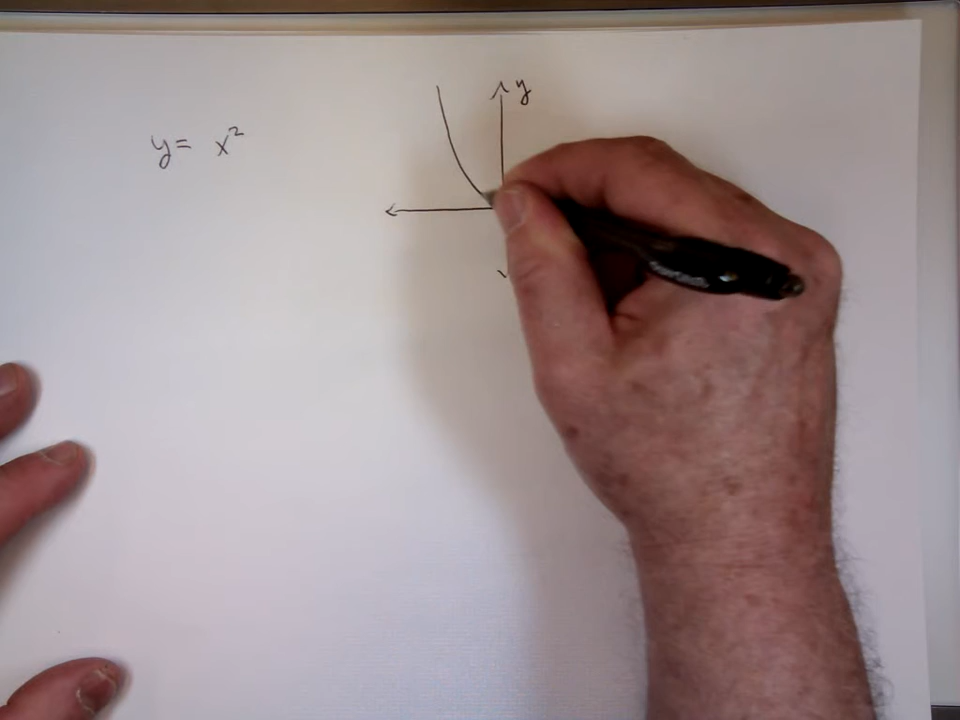 y
y = x²